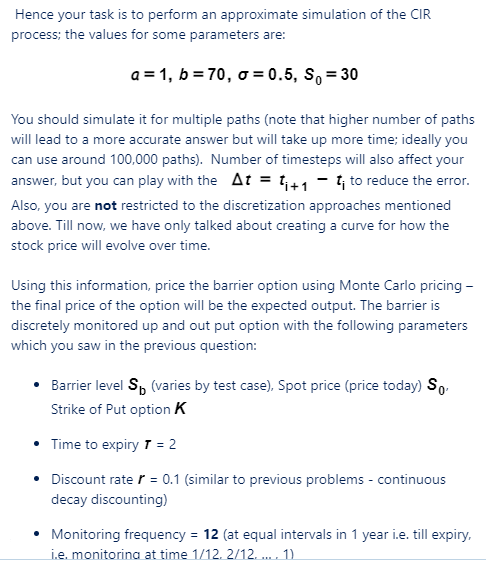 Hence your task is to perform an approximate simulation of the CIR
process; the values for some parameters are:
a = 1, b = 70, σ = 0.5, S₀ = 30
You should simulate it for multiple paths (note that higher number of paths
will lead to a more accurate answer but will take up more time; ideally you
can use around 100,000 paths). Number of timesteps will also affect your
answer, but you can play with the Δt = tᵢ₊₁ − tᵢ to reduce the error.
Also, you are not restricted to the discretization approaches mentioned
above. Till now, we have only talked about creating a curve for how the
stock price will evolve over time.
Using this information, price the barrier option using Monte Carlo pricing –
the final price of the option will be the expected output. The barrier is
discretely monitored up and out put option with the following parameters
which you saw in the previous question:
• Barrier level S_b (varies by test case), Spot price (price today) S₀,
Strike of Put option K
• Time to expiry T = 2
• Discount rate r = 0.1 (similar to previous problems - continuous
decay discounting)
• Monitoring frequency = 12 (at equal intervals in 1 year i.e. till expiry,
i.e. monitoring at time 1/12, 2/12, ... , 1)